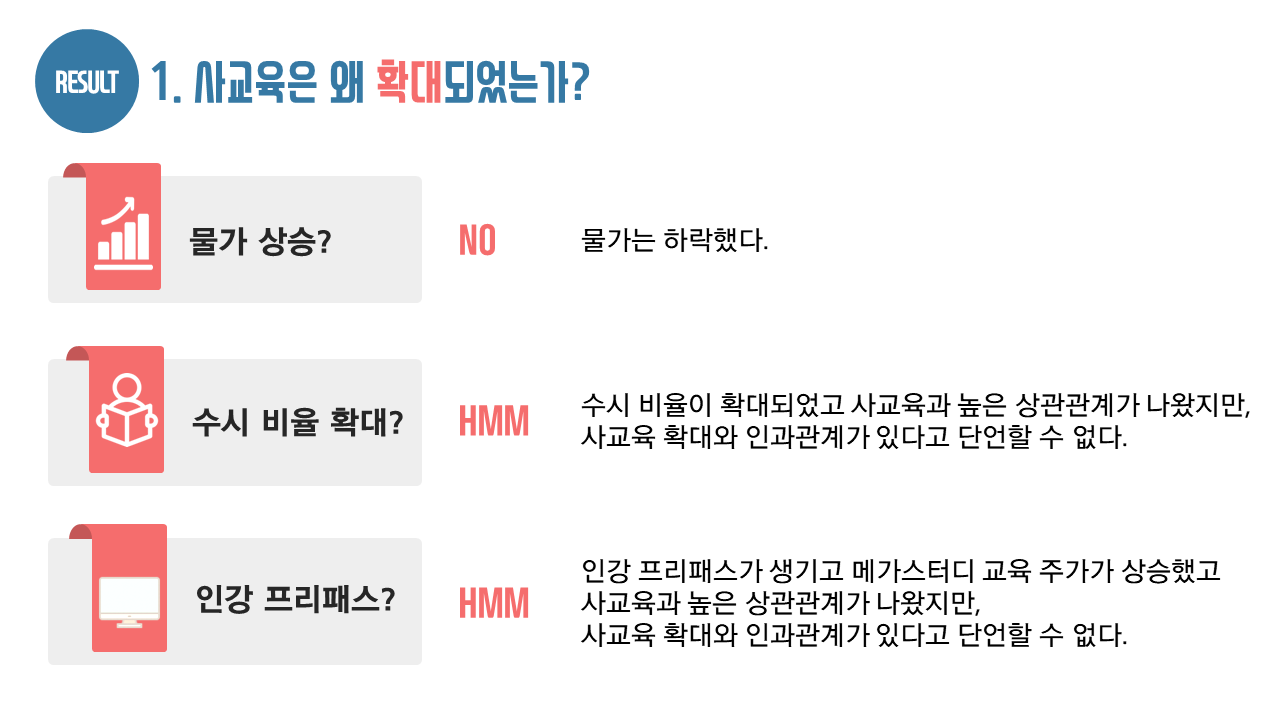 RESULT
1. 사교육은 왜 확대되었는가?
물가 상승?
NO
물가는 하락했다.
수시 비율 확대?
HMM
수시 비율이 확대되었고 사교육과 높은 상관관계가 나왔지만,
사교육 확대와 인과관계가 있다고 단언할 수 없다.
인강 프리패스?
HMM
인강 프리패스가 생기고 메가스터디 교육 주가가 상승했고
사교육과 높은 상관관계가 나왔지만,
사교육 확대와 인과관계가 있다고 단언할 수 없다.